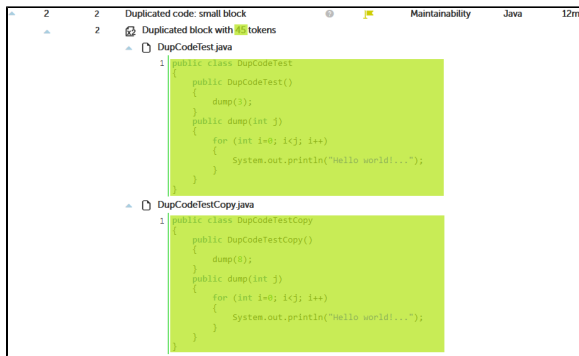 2 2 Duplicated code: small block Maintainability Java 12m
2 Duplicated block with 45 tokens
DupCodeTest.java
1 public class DupCodeTest
{
public DupCodeTest()
{
dump(3);
}
public dump(int j)
{
for (int i=0; i<j; i++)
{
System.out.println("Hello world!...");
}
}
}
DupCodeTestCopy.java
1 public class DupCodeTestCopy
{
public DupCodeTestCopy()
{
dump(8);
}
public dump(int j)
{
for (int i=0; i<j; i++)
{
System.out.println("Hello world!...");
}
}
}